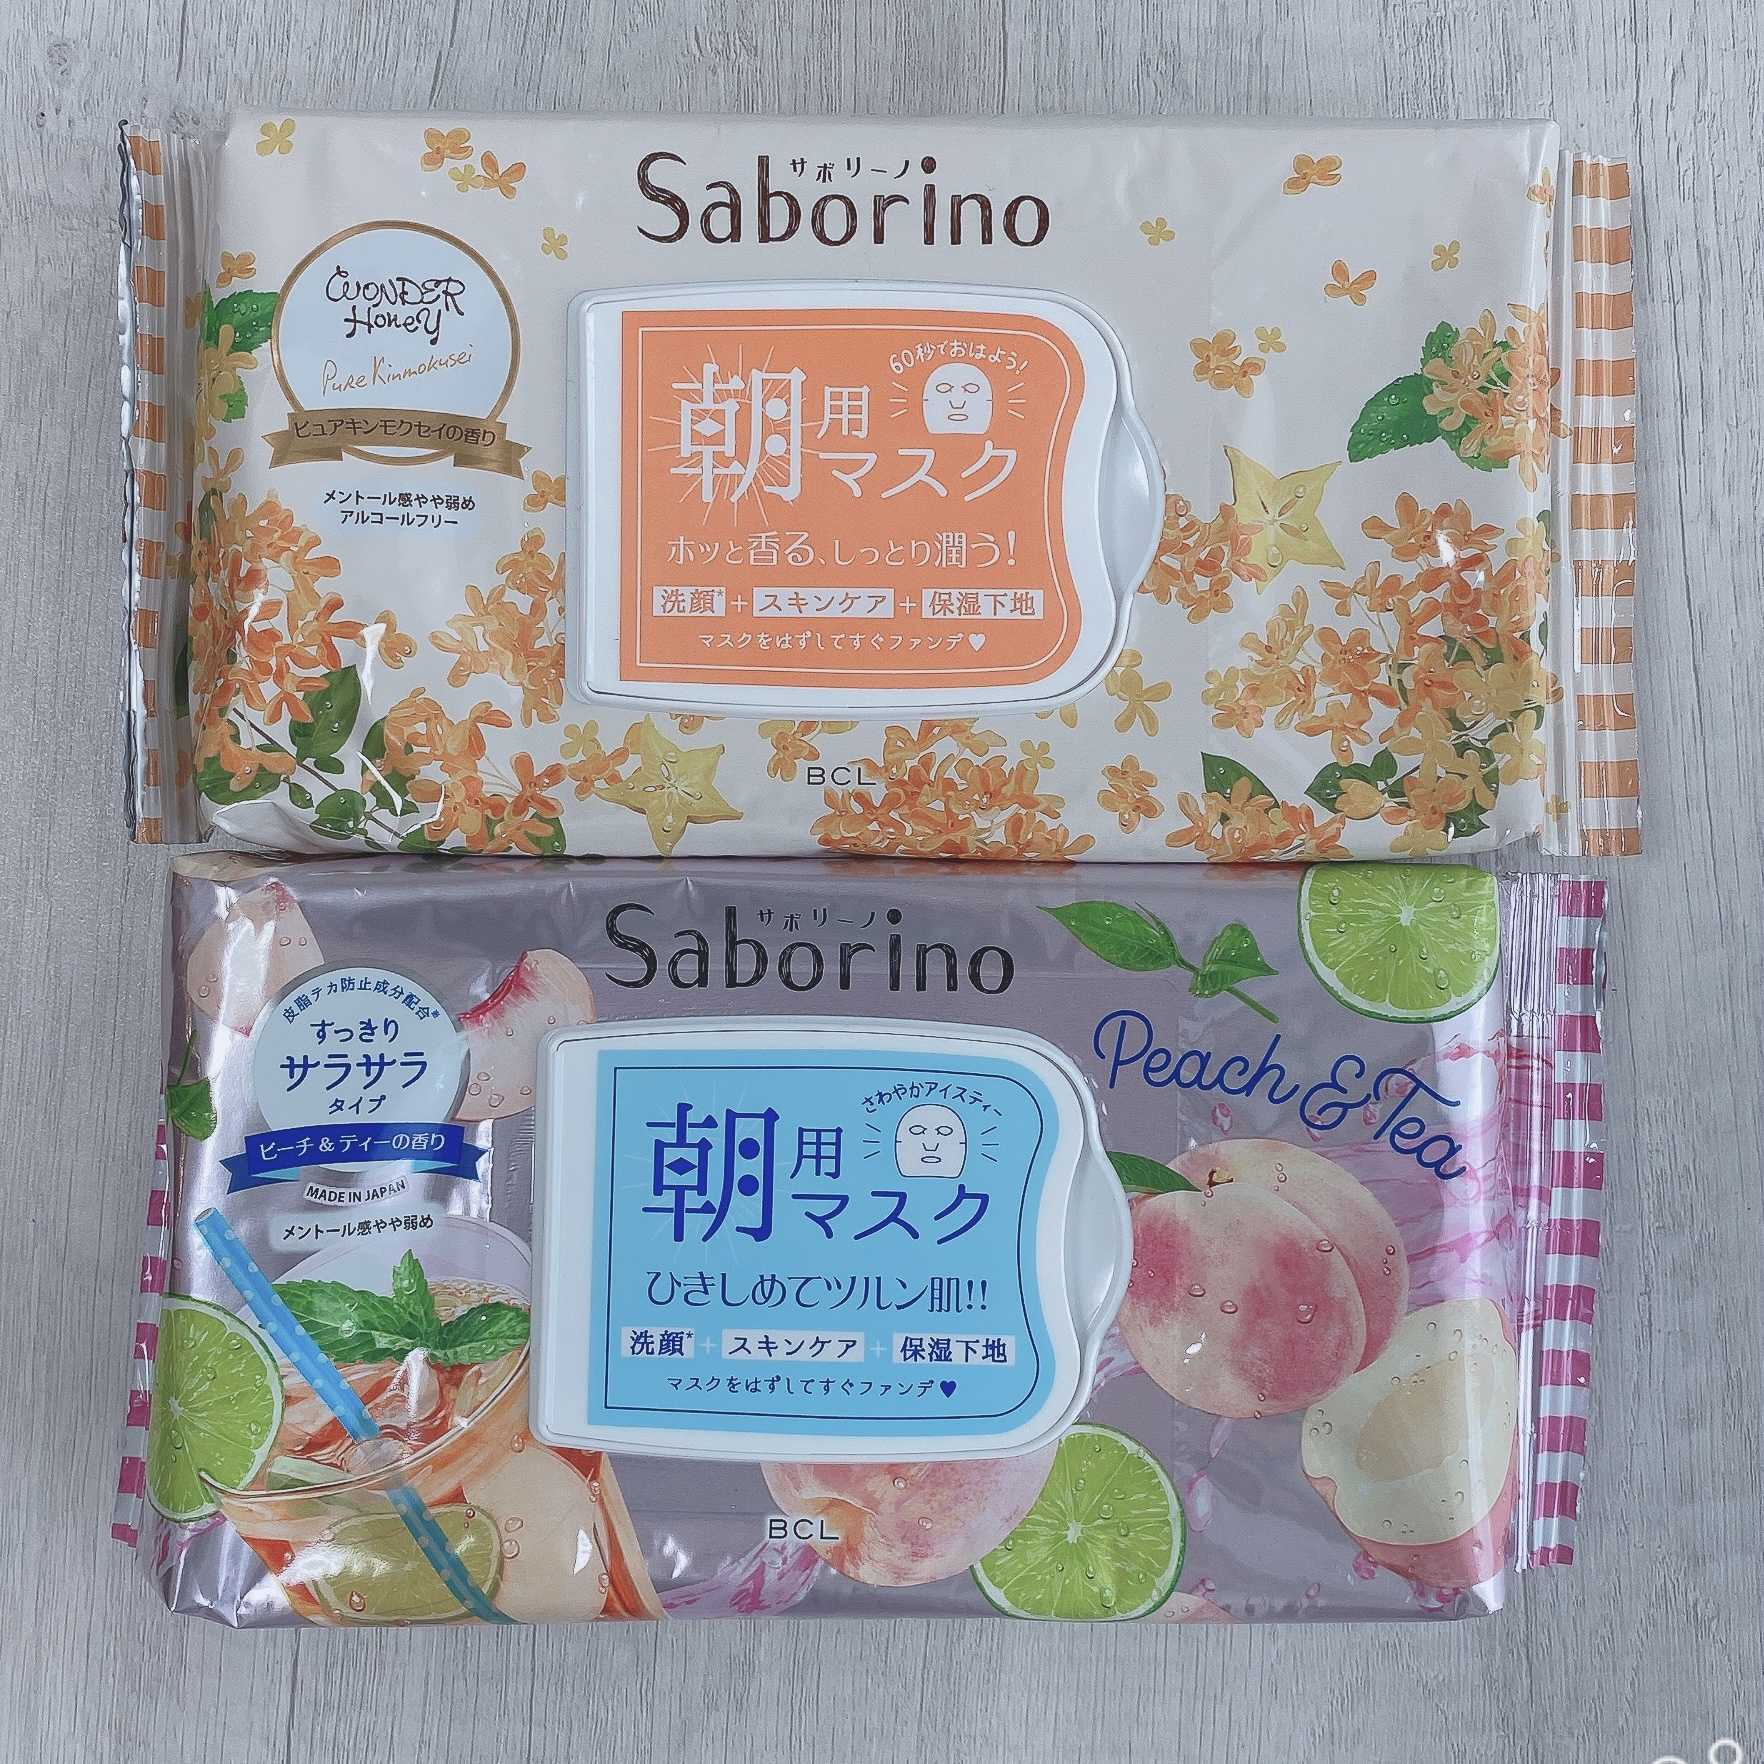 サボリーノ
Saborino
WONDER
HoneY
PuRe Kinmokusei
ピュアキンモクセイの香り
メントール感やや弱め
アルコールフリー
60秒でおはよう!
朝用マスク
ホッと香る、しっとり潤う!
洗顔*+スキンケア+保湿下地
マスクをはずしてすぐファンデ♥
BCL
サボリーノ
Saborino
皮脂テカ防止成分配合※
すっきり
サラサラ
タイプ
ピーチ&ティーの香り
MADE IN JAPAN
メントール感やや弱め
Peach & Tea
さわやかアイスティー
朝用マスク
ひきしめてツルン肌!!
洗顔*+スキンケア+保湿下地
マスクをはずしてすぐファンデ♥
BCL